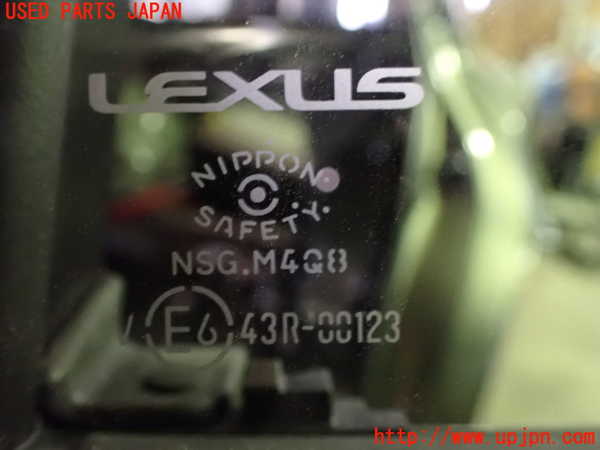 USED PARTS JAPAN
LEXUS
NIPPON
SAFETY
NSG.M4Q8
E6 43R-00123
http://www.upjpn.com/